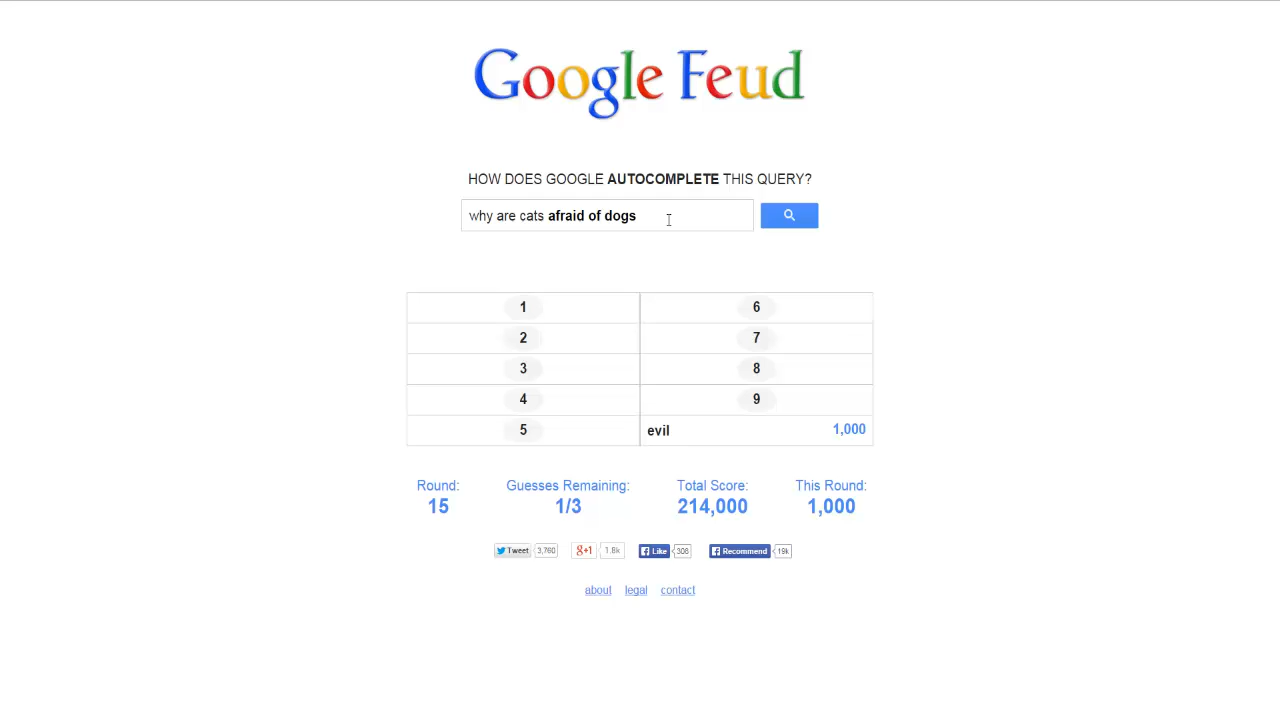 Google Feud
HOW DOES GOOGLE AUTOCOMPLETE THIS QUERY?
why are cats afraid of dogs
1 6
2 7
3 8
4 9
5 evil 1,000
Round: Guesses Remaining: Total Score: This Round:
15 1/3 214,000 1,000
Tweet 3,760 g+1 1.8k Like 306 Recommend 19k
about legal contact